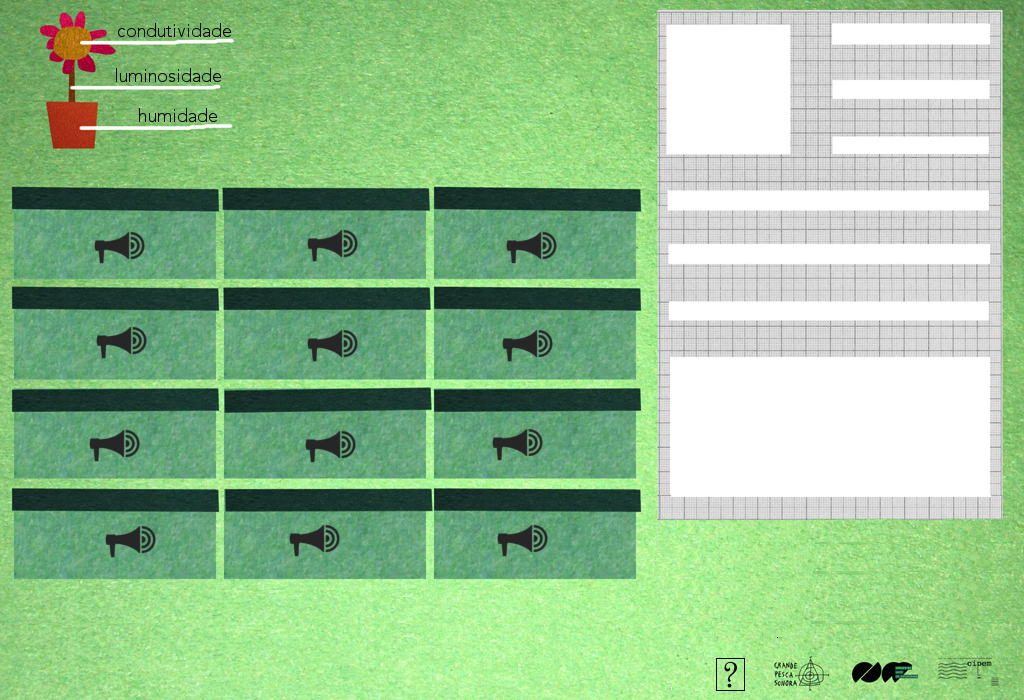 condutividade
luminosidade
humidade
?
GRANDE
PESCA
SONORA
cipem